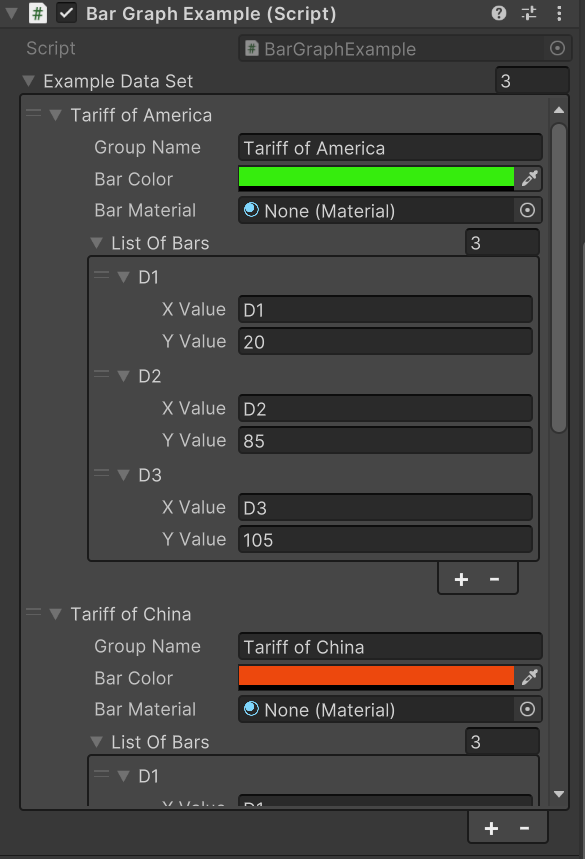 Bar Graph Example (Script)
Script # BarGraphExample
Example Data Set 3
Tariff of America
Group Name Tariff of America
Bar Color
Bar Material None (Material)
List Of Bars 3
D1
X Value D1
Y Value 20
D2
X Value D2
Y Value 85
D3
X Value D3
Y Value 105
+ -
Tariff of China
Group Name Tariff of China
Bar Color
Bar Material None (Material)
List Of Bars 3
D1
X Value D1
+ -